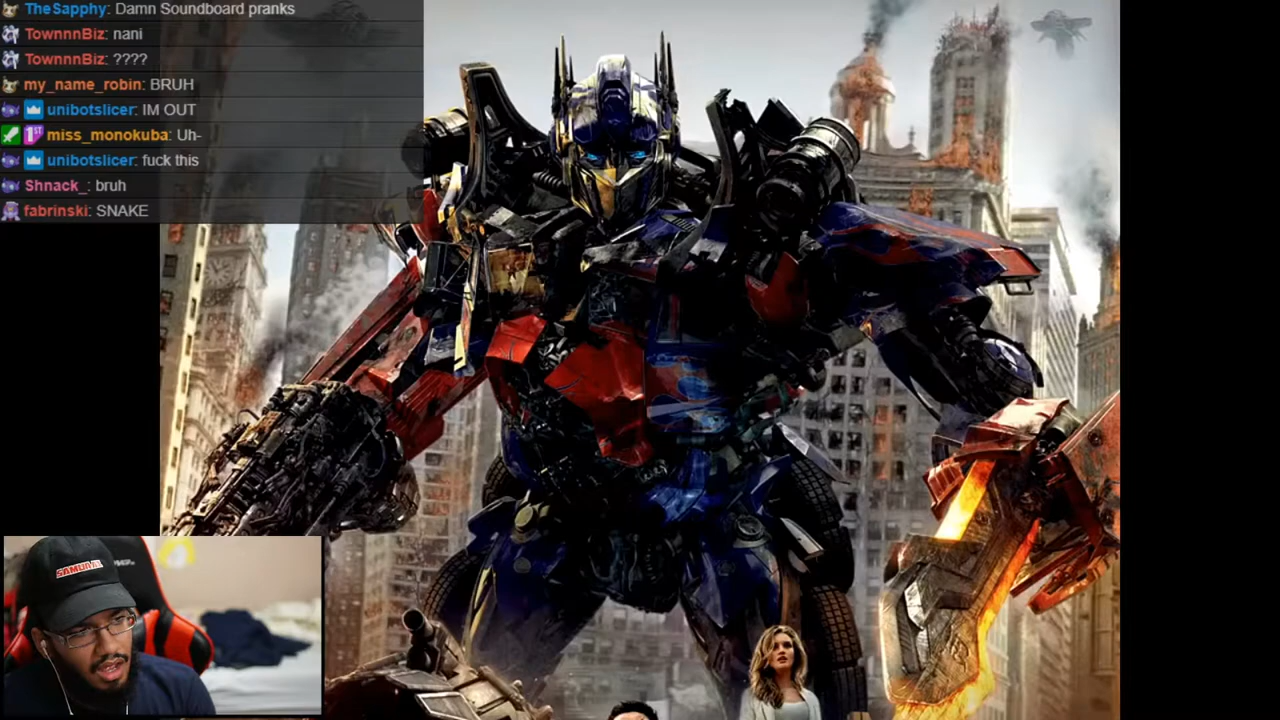 TheSapphy: Damn Soundboard pranks
TownnnBiz: nani
TownnnBiz: ????
my_name_robin: BRUH
unibotslicer: IM OUT
1ST miss_monokuba: Uh-
unibotslicer: fuck this
Shnack_: bruh
fabrinski: SNAKE